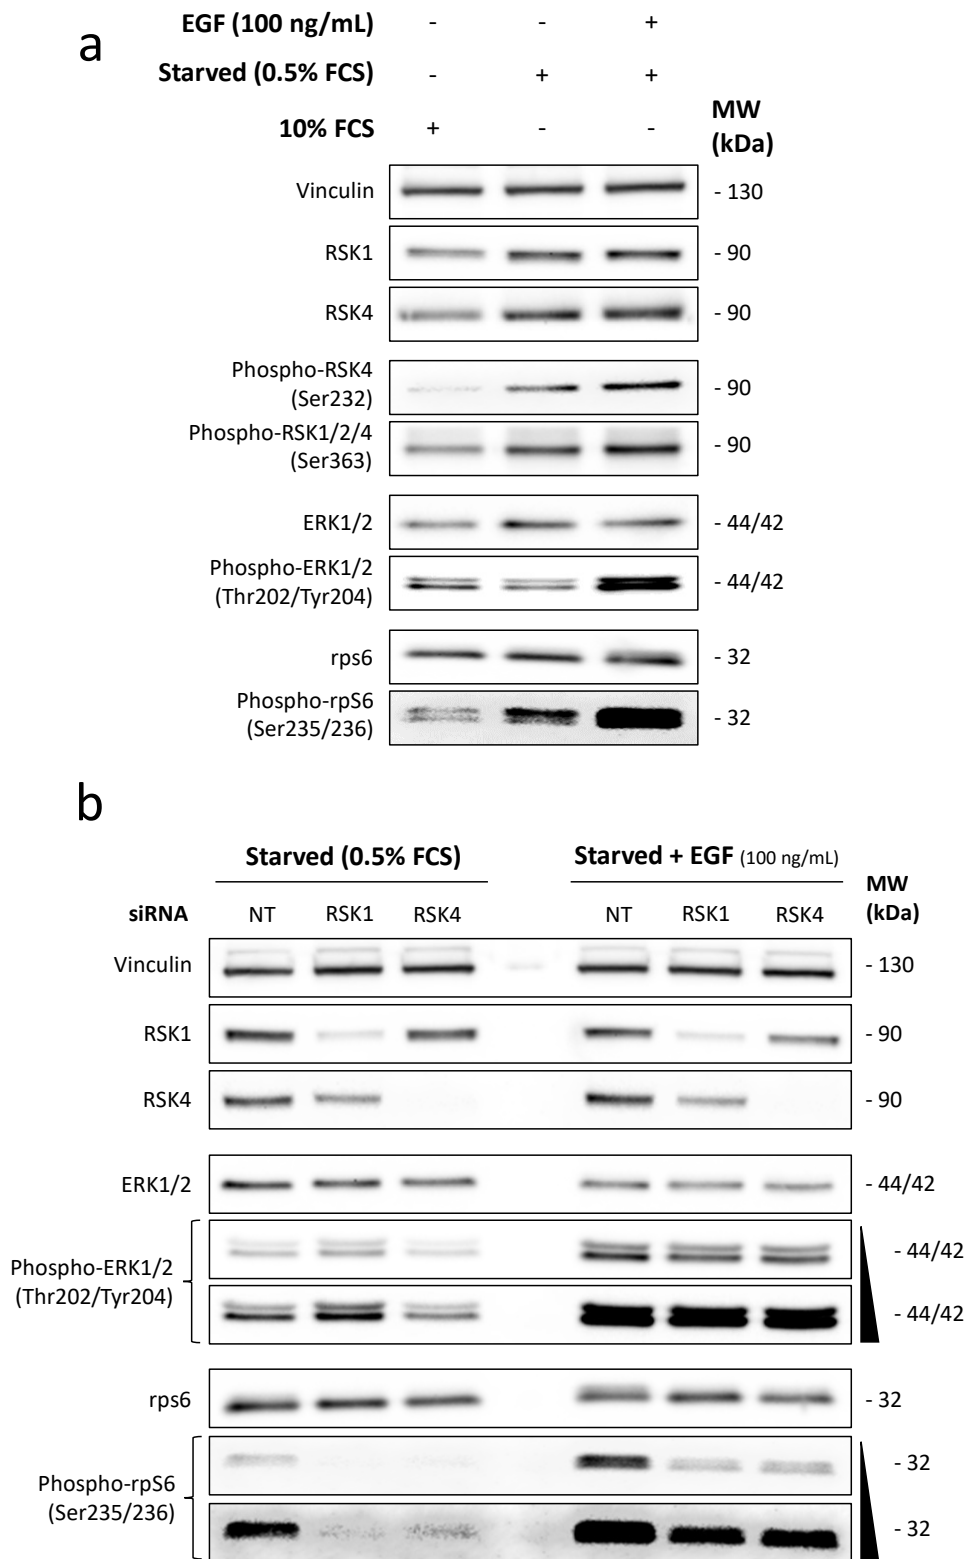 a
EGF (100 ng/mL) - - +
Starved (0.5% FCS) - + +
10% FCS + - -
MW
(kDa)
Vinculin - 130
RSK1 - 90
RSK4 - 90
Phospho-RSK4
(Ser232) - 90
Phospho-RSK1/2/4
(Ser363) - 90
ERK1/2 - 44/42
Phospho-ERK1/2
(Thr202/Tyr204) - 44/42
rps6 - 32
Phospho-rpS6
(Ser235/236) - 32
b
Starved (0.5% FCS) Starved + EGF (100 ng/mL)
MW
(kDa)
siRNA NT RSK1 RSK4 NT RSK1 RSK4
Vinculin - 130
RSK1 - 90
RSK4 - 90
ERK1/2 - 44/42
Phospho-ERK1/2
(Thr202/Tyr204)
- 44/42
- 44/42
rps6 - 32
Phospho-rpS6
(Ser235/236)
- 32
- 32